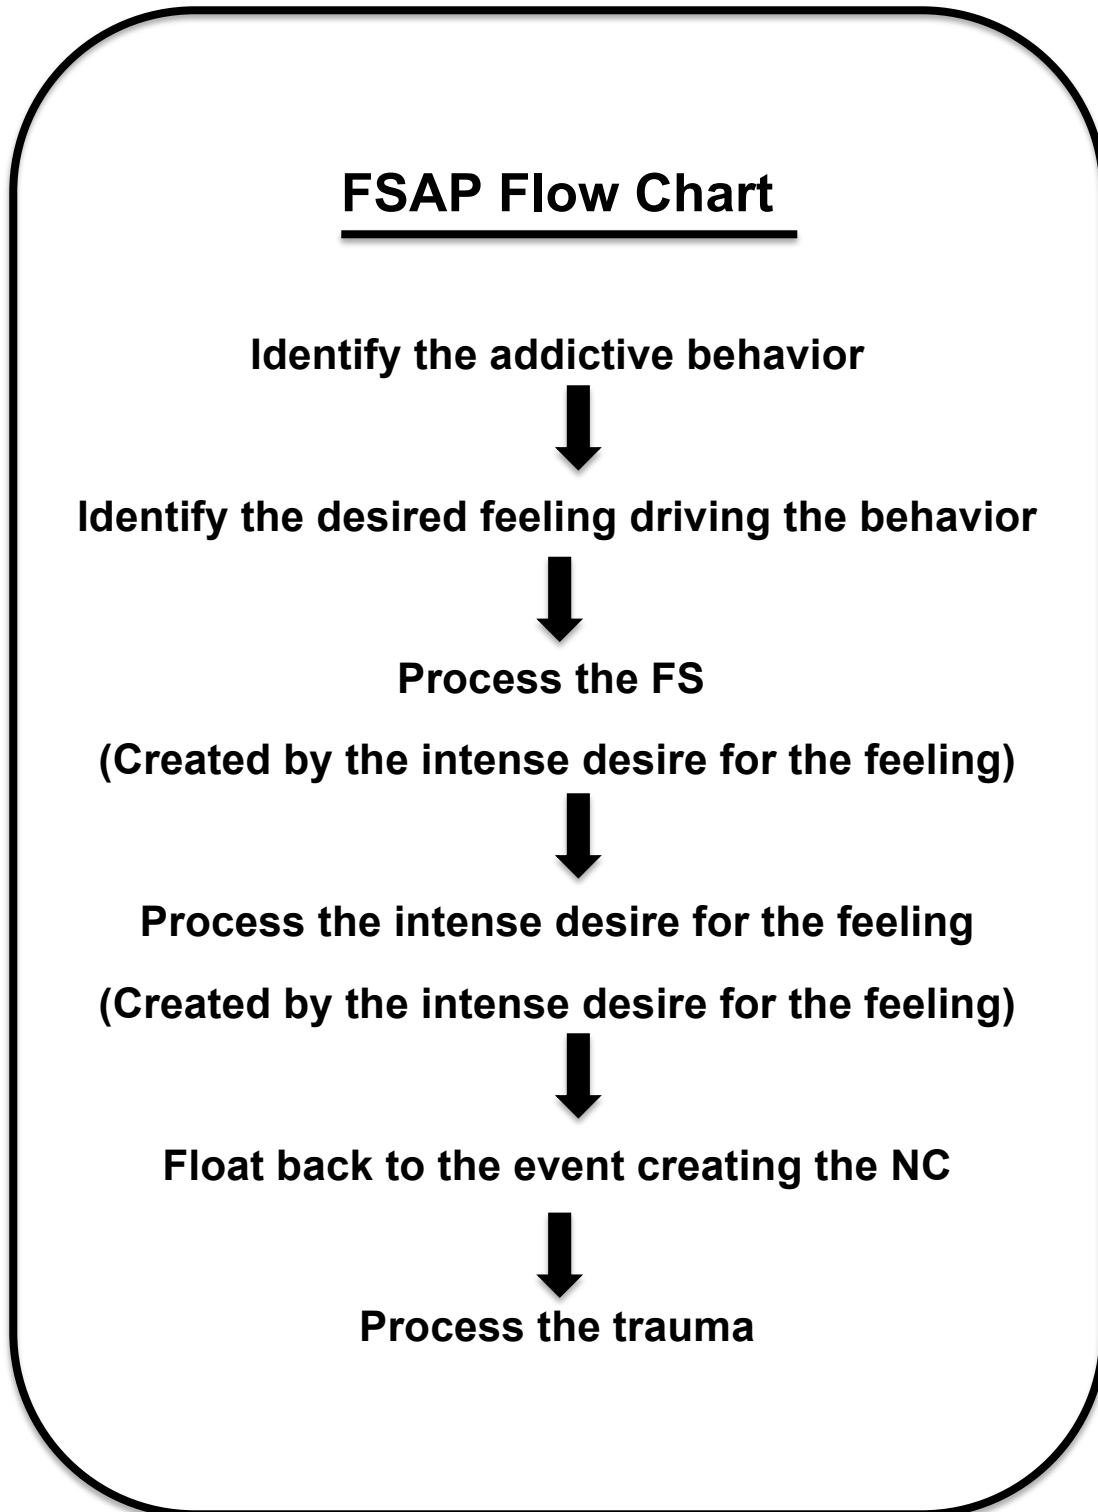 FSAP Flow Chart
Identify the addictive behavior
Identify the desired feeling driving the behavior
Process the FS
(Created by the intense desire for the feeling)
Process the intense desire for the feeling
(Created by the intense desire for the feeling)
Float back to the event creating the NC
Process the trauma